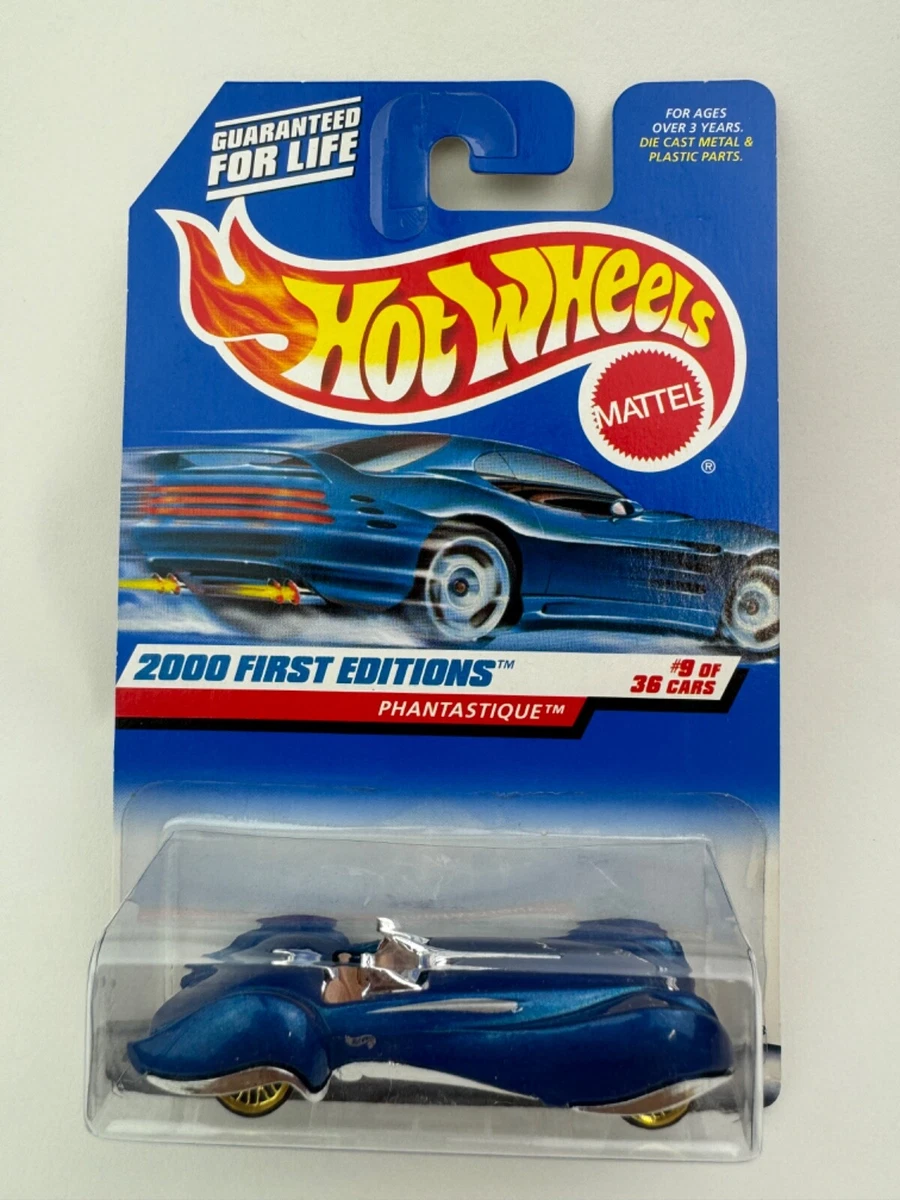 GUARANTEED
FOR LIFE
FOR AGES
OVER 3 YEARS.
DIE CAST METAL &
PLASTIC PARTS.
HOT WHEELS
MATTEL
®
2000 FIRST EDITIONS™
#9 OF
36 CARS
PHANTASTIQUE™